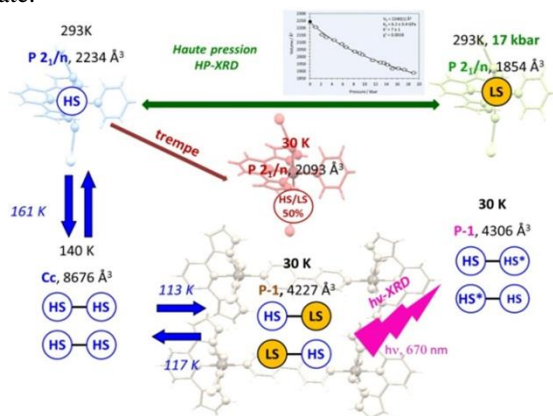 ate.
293K
P 2₁/n, 2234 Å³
HS
Haute pression
HP-XRD
Volume / Å³
Pressure / kbar
293K, 17 kbar
P 2₁/n, 1854 Å³
LS
trempe
30 K
P 2₁/n, 2093 Å³
HS/LS
50%
161 K
140 K
Cc, 8676 Å³
HS HS
HS HS
113 K
117 K
30 K
P-1, 4227 Å³
HS LS
LS HS
hν-XRD
hν, 670 nm
30 K
P-1, 4306 Å³
HS HS*
HS* HS